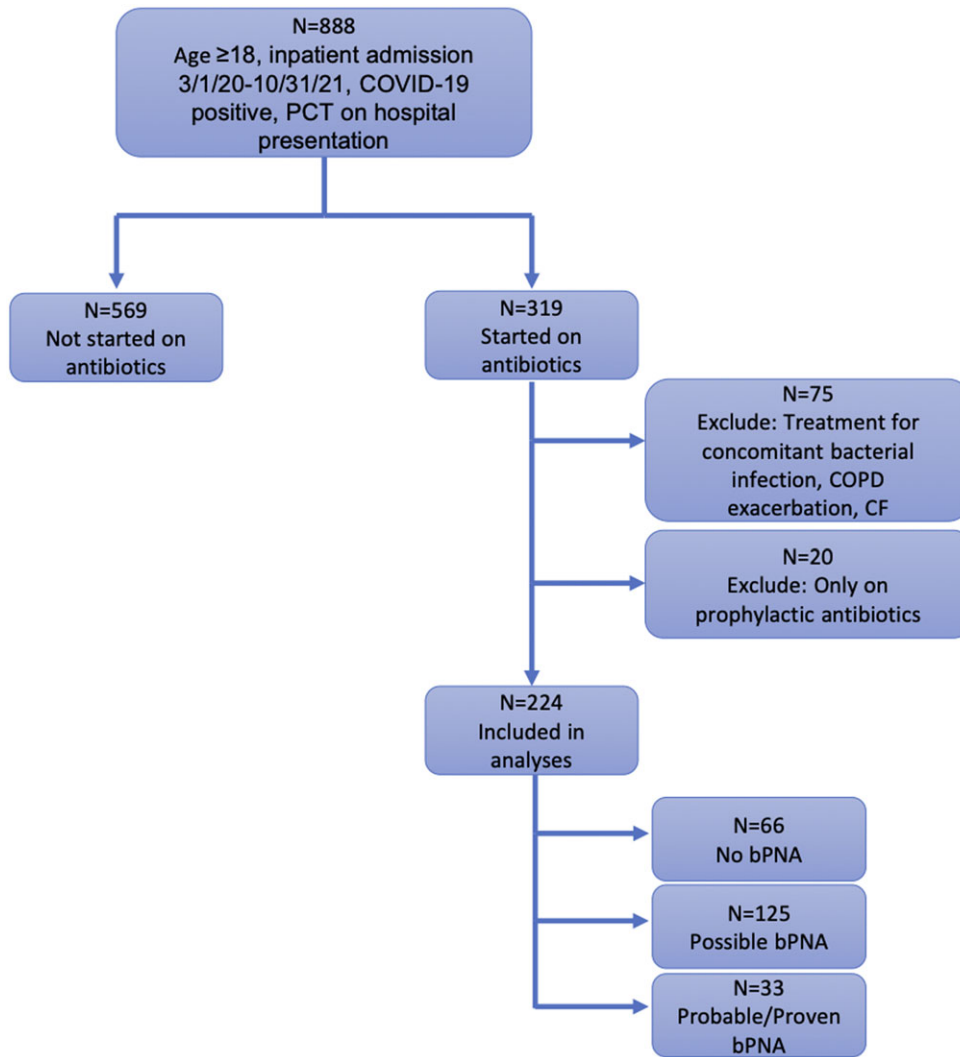 N=888
Age ≥18, inpatient admission
3/1/20-10/31/21, COVID-19
positive, PCT on hospital
presentation
N=569
Not started on
antibiotics
N=319
Started on
antibiotics
N=75
Exclude: Treatment for
concomitant bacterial
infection, COPD
exacerbation, CF
N=20
Exclude: Only on
prophylactic antibiotics
N=224
Included in
analyses
N=66
No bPNA
N=125
Possible bPNA
N=33
Probable/Proven
bPNA